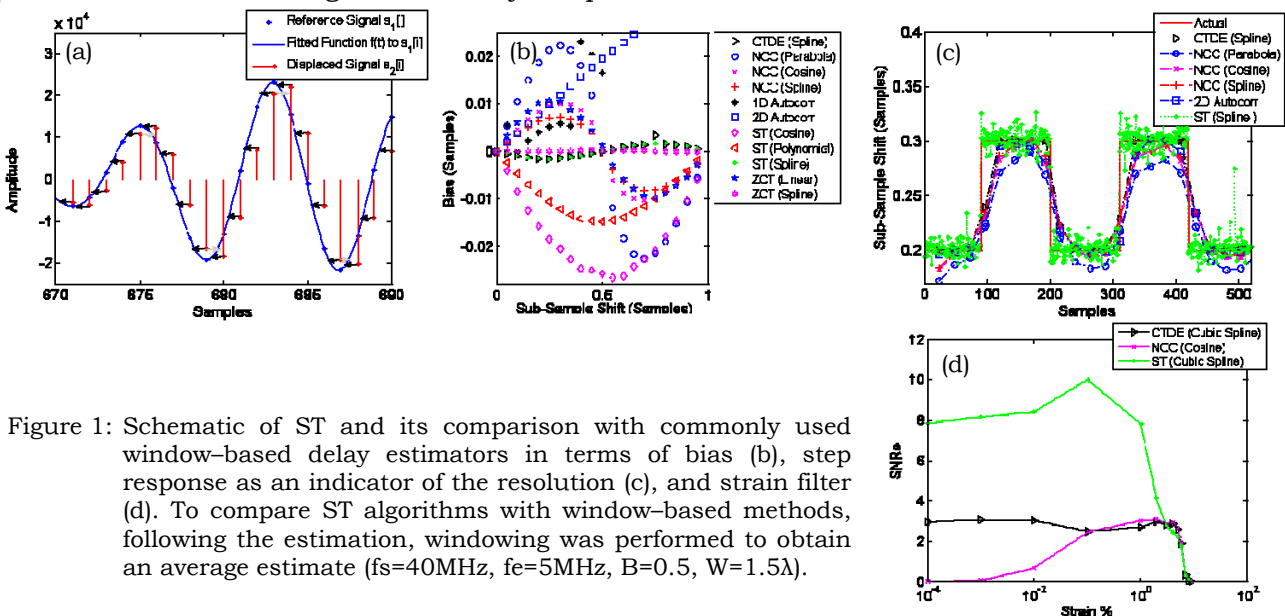 x 10⁴
(a)
Reference Signal s₁[]
Fitted Function f(t) to s₁[i]
Displaced Signal s₂[i]
3
2
1
0
-1
-2
670
675
680
685
690
Amplitude
Samples
(b)
0.02
0.01
0
-0.01
-0.02
0
0.5
1
Bias (Samples)
Sub-Sample Shift (Samples)
CTDE (Spline)
NCC (Parabola)
NCC (Cosine)
NCC (Spline)
1D Autocorr
2D Autocorr
ST (Cosine)
ST (Polynomial)
ST (Spline)
ZCT (Linear)
ZCT (Spline)
(c)
0.4
0.35
0.3
0.25
0.2
0
100
200
300
400
500
Sub-Sample Shift (Samples)
Samples
Actual
CTDE (Spline)
NCC (Parabola)
NCC (Cosine)
NCC (Spline)
2D Autocorr
ST (Spline)
(d)
CTDE (Cubic Spline)
NCC (Cosine)
ST (Cubic Spline)
12
10
8
6
4
2
0
10⁻⁴
10⁻²
10⁰
10²
SNRe
Strain %
Figure 1: Schematic of ST and its comparison with commonly used
window–based delay estimators in terms of bias (b), step
response as an indicator of the resolution (c), and strain filter
(d). To compare ST algorithms with window–based methods,
following the estimation, windowing was performed to obtain
an average estimate (fs=40MHz, fe=5MHz, B=0.5, W=1.5λ).